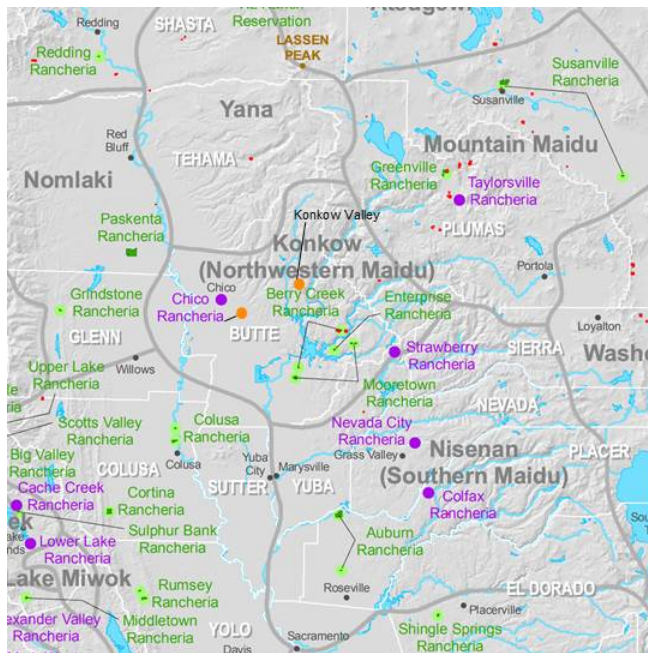 SHASTA
Reservation
Atsugewi
Redding
Redding
Rancheria
LASSEN
PEAK
Susanville
Rancheria
Yana
Susanville
Red
Bluff
TEHAMA
Mountain Maidu
Nomlaki
Greenville
Rancheria
Taylorsville
Rancheria
Paskenta
Rancheria
Konkow Valley
PLUMAS
Konkow
(Northwestern Maidu)
Portola
Grindstone
Rancheria
Chico
Chico
Rancheria
Berry Creek
Rancheria
Enterprise
Rancheria
BUTTE
GLENN
Loyalton
Strawberry
Rancheria
SIERRA
Washo
Willows
Upper Lake
Rancheria
Mooretown
Rancheria
Scotts Valley
Rancheria
Colusa
Rancheria
Nevada City
Rancheria
NEVADA
Big Valley
Rancheria
COLUSA
Colusa
Yuba
City
Marysville
Grass Valley
Nisenan
(Southern Maidu)
PLACER
SUTTER
YUBA
Cache Creek
Rancheria
Cortina
Rancheria
Colfax
Rancheria
Sulphur Bank
Rancheria
Lower Lake
Rancheria
Auburn
Rancheria
Lake Miwok
Rumsey
Rancheria
Roseville
EL DORADO
Middletown
Rancheria
exander Valley
Rancheria
YOLO
Placerville
Shingle Springs
Rancheria
Sacramento
Davis